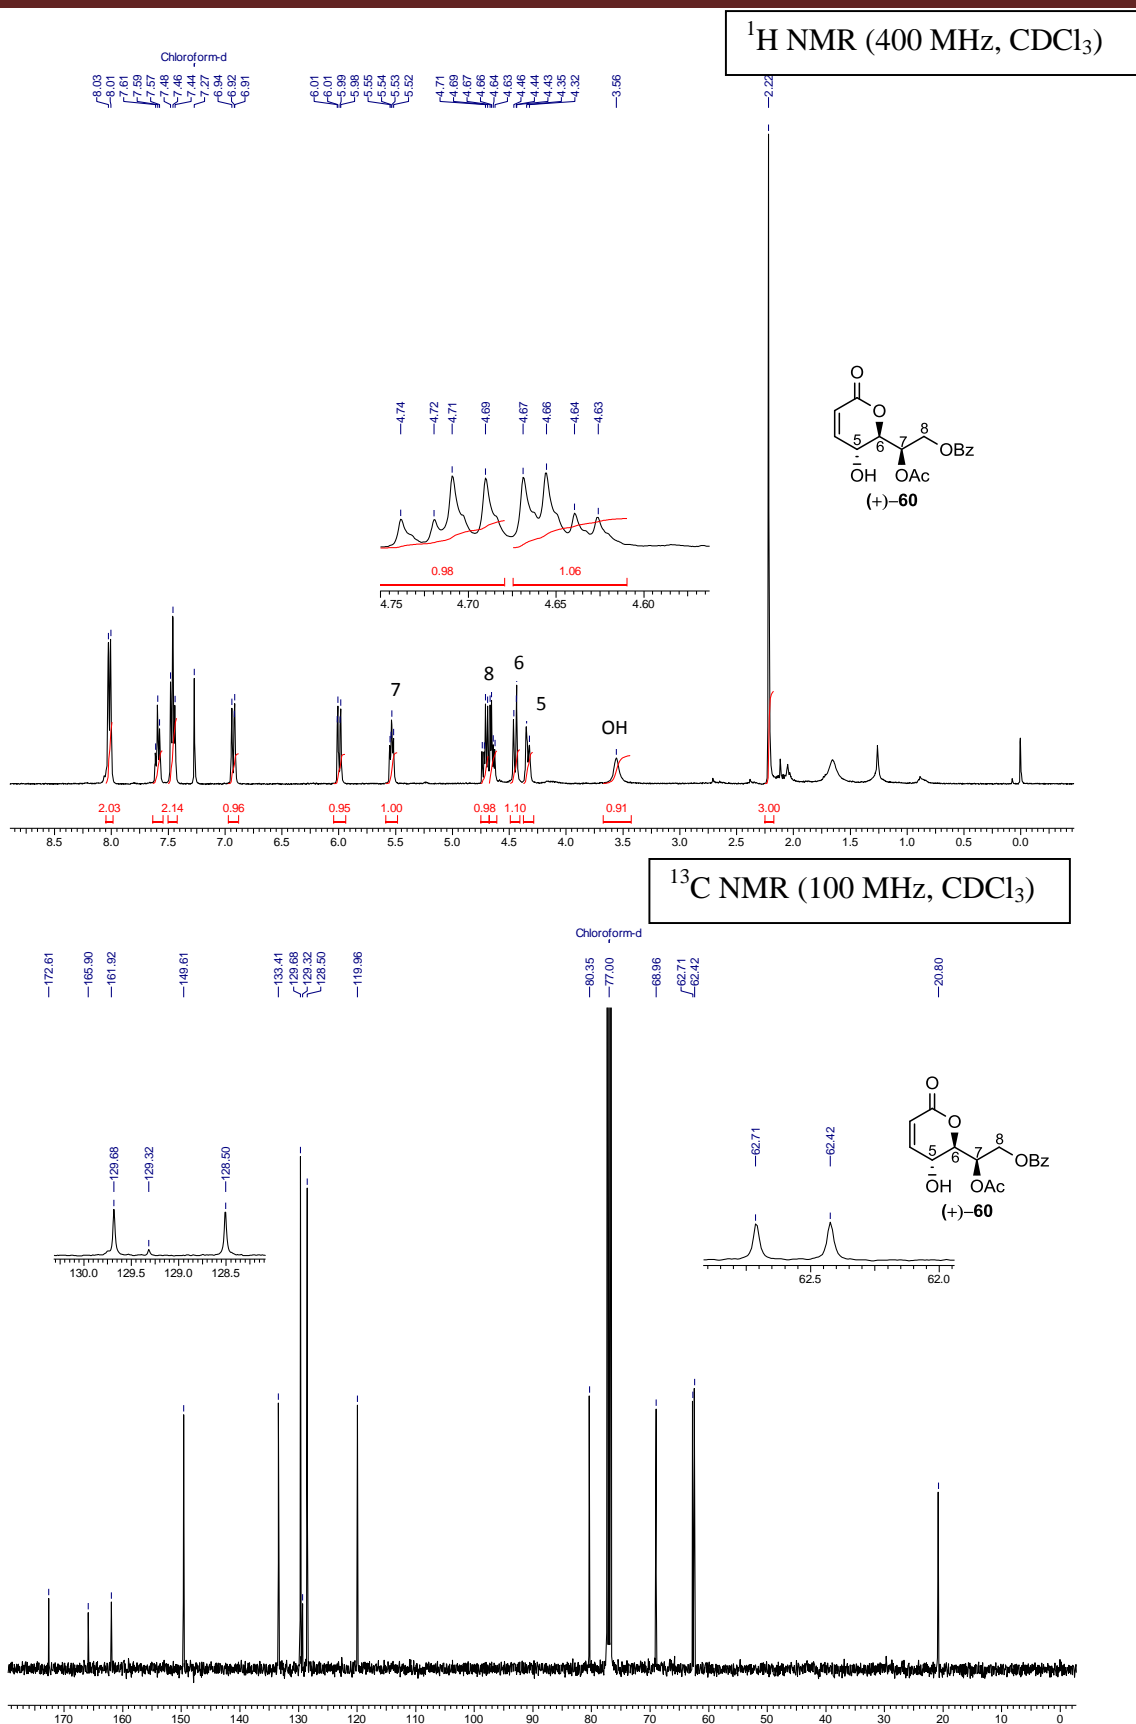 ¹H NMR (400 MHz, CDCl₃)
Chloroform-d
8.03
8.01
7.61
7.59
7.57
7.48
7.46
7.44
7.27
6.94
6.92
6.91
6.01
6.01
5.99
5.98
5.55
5.54
5.53
5.52
4.71
4.69
4.67
4.66
4.64
4.63
4.46
4.44
4.43
4.35
4.32
3.56
2.22
4.74 4.72 4.71 4.69 4.67 4.66 4.64 4.63
0.98 1.06
4.75 4.70 4.65 4.60
O
O
8
5 7
6 OBz
OH OAc
(+)–60
7 8 6 5 OH
2.03 2.14 0.96 0.95 1.00 0.98 1.10 0.91 3.00
8.5 8.0 7.5 7.0 6.5 6.0 5.5 5.0 4.5 4.0 3.5 3.0 2.5 2.0 1.5 1.0 0.5 0.0
¹³C NMR (100 MHz, CDCl₃)
Chloroform-d
172.61
165.90
161.92
149.61
133.41
129.68
129.32
128.50
119.96
80.35
77.00
68.96
62.71
62.42
20.80
129.68 129.32 128.50
130.0 129.5 129.0 128.5
62.71 62.42
62.5 62.0
O
O
8
5 7
6 OBz
OH OAc
(+)–60
170 160 150 140 130 120 110 100 90 80 70 60 50 40 30 20 10 0